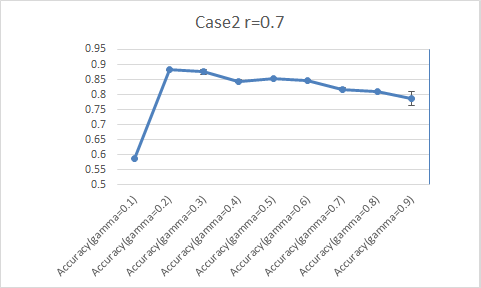 Case2 r=0.7
0.95
0.9
0.85
0.8
0.75
0.7
0.65
0.6
0.55
0.5
Accuracy(gamma=0.1)
Accuracy(gamma=0.2)
Accuracy(gamma=0.3)
Accuracy(gamma=0.4)
Accuracy(gamma=0.5)
Accuracy(gamma=0.6)
Accuracy(gamma=0.7)
Accuracy(gamma=0.8)
Accuracy(gamma=0.9)